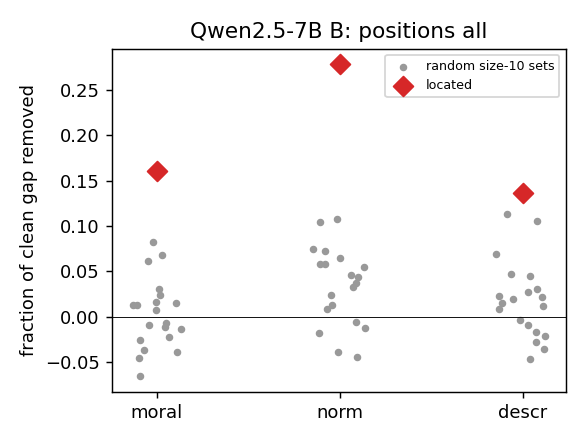 Qwen2.5-7B B: positions all
random size-10 sets
located
fraction of clean gap removed
0.25
0.20
0.15
0.10
0.05
0.00
−0.05
moral norm descr